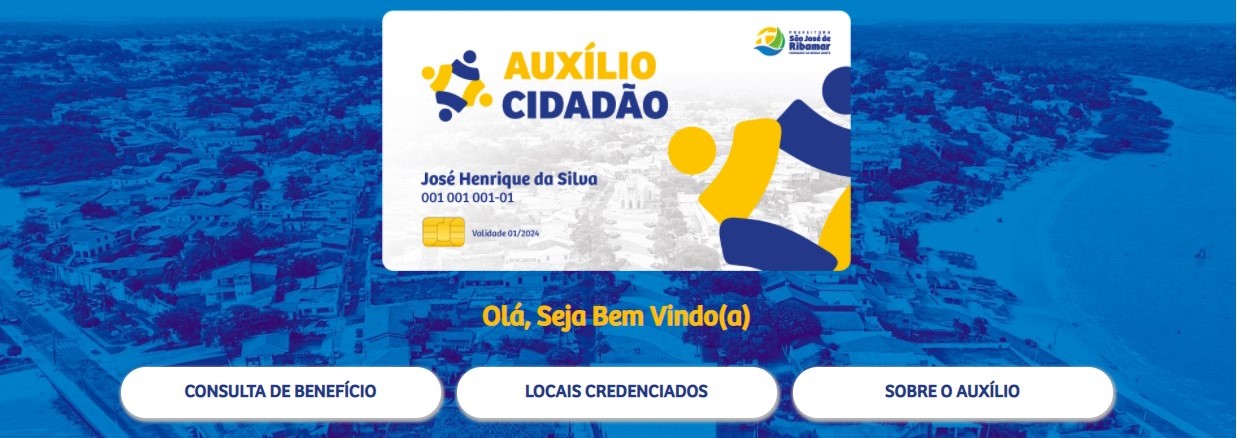 PREFEITURA
São José de
Ribamar
AUXÍLIO
CIDADÃO
José Henrique da Silva
001 001 001-01
Validade 01/2024
Olá, Seja Bem Vindo(a)
CONSULTA DE BENEFÍCIO
LOCAIS CREDENCIADOS
SOBRE O AUXÍLIO